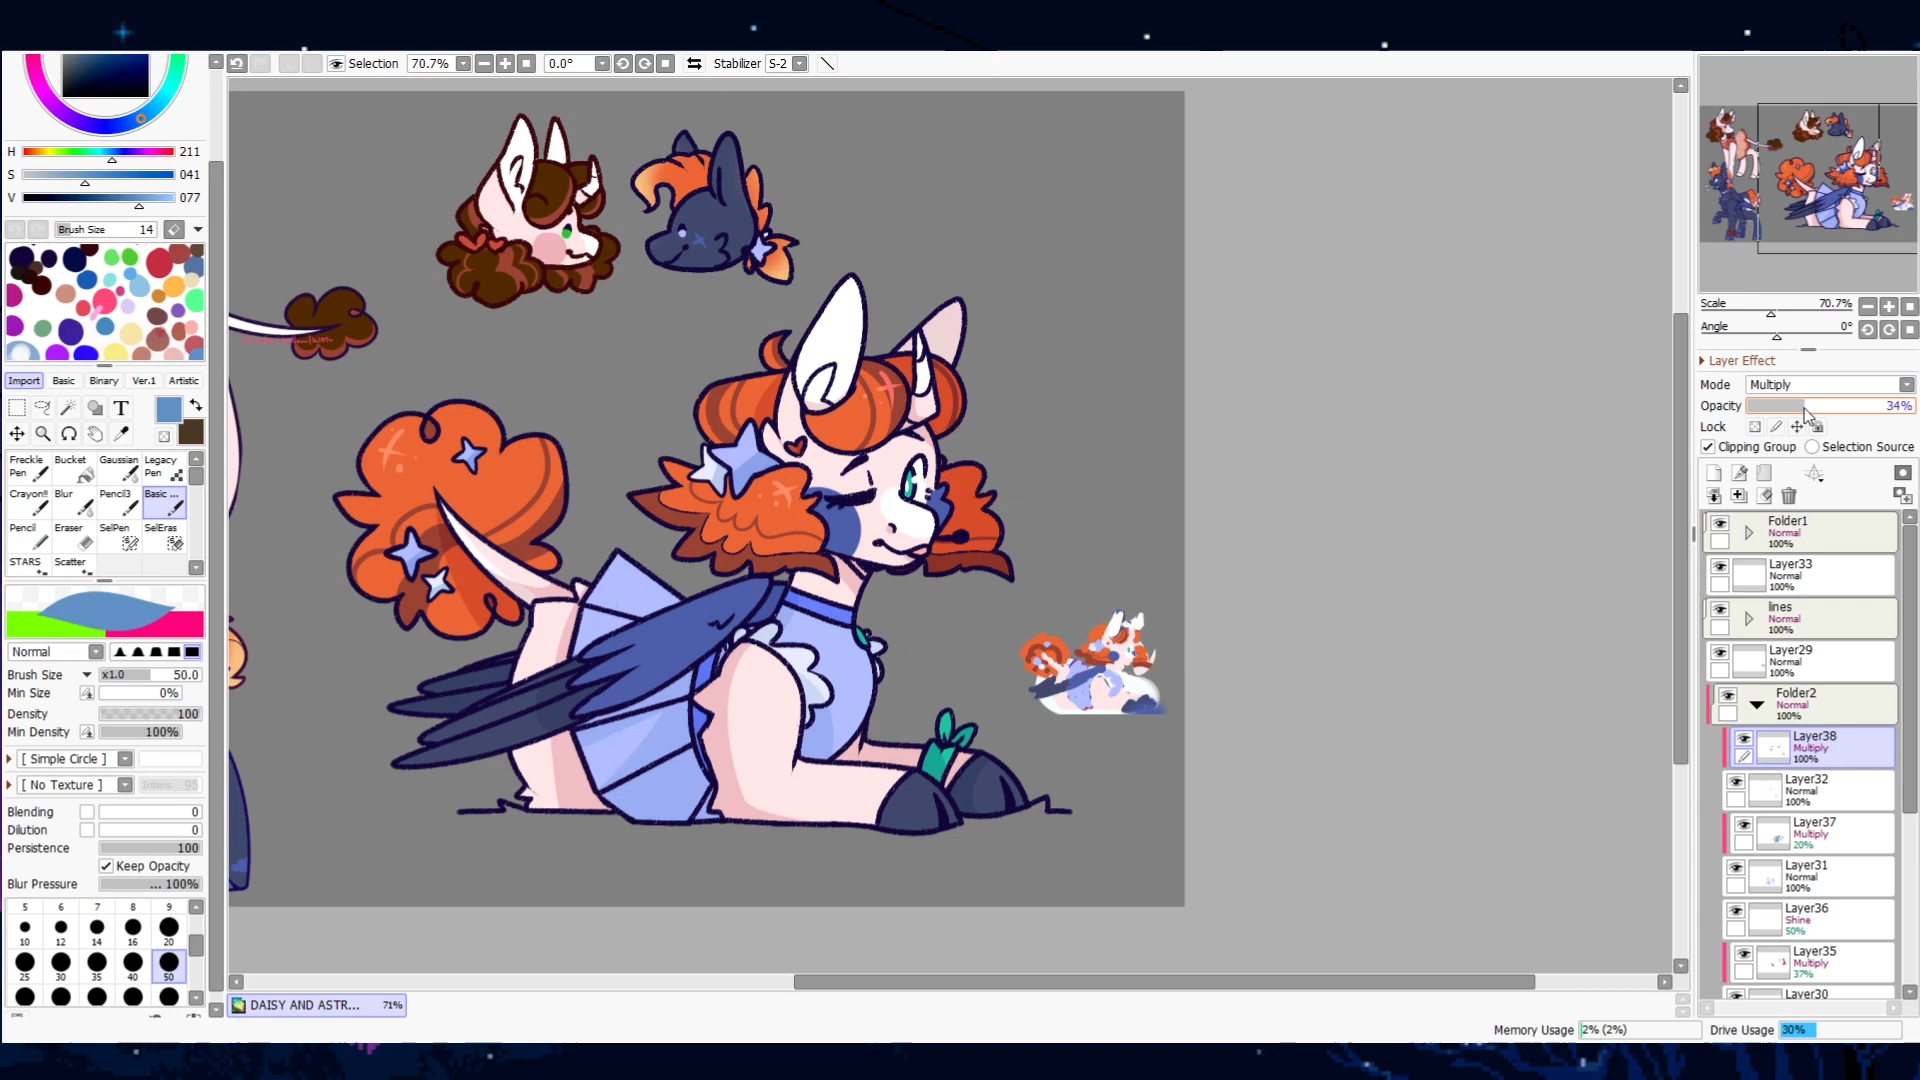 Selection 70.7% 0.0° Stabilizer S-2
H 211
S 041
V 077
Brush Size 14
Import Basic Binary Ver.1 Artistic
T
Freckle Pen Bucket Gaussian Legacy Pen
Crayon!! Blur Pencil3 Basic ...
Pencil Eraser SelPen SelEras
STARS Scatter
Normal
Brush Size x1.0 50.0
Min Size 0%
Density 100
Min Density 100%
[ Simple Circle ]
[ No Texture ] Intens. 95
Blending 0
Dilution 0
Persistence 100
Keep Opacity
Blur Pressure ... 100%
5 6 7 8 9
10 12 14 16 20
25 30 35 40 50
DAISY AND ASTR... 71%
Scale 70.7%
Angle 0°
Layer Effect
Mode Multiply
Opacity 34%
Lock
Clipping Group Selection Source
Folder1
Normal
100%
Layer33
Normal
100%
lines
Normal
100%
Layer29
Normal
100%
Folder2
Normal
100%
Layer38
Multiply
100%
Layer32
Normal
100%
Layer37
Multiply
20%
Layer31
Normal
100%
Layer36
Shine
50%
Layer35
Multiply
37%
Layer30
Memory Usage 2% (2%) Drive Usage 30%